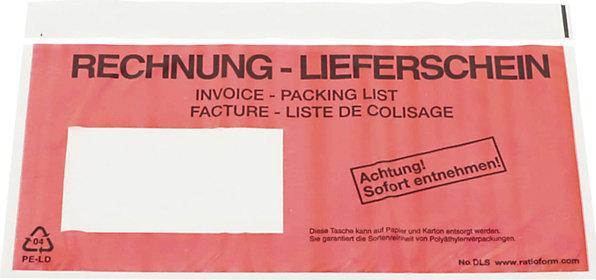 RECHNUNG - LIEFERSCHEIN
INVOICE - PACKING LIST
FACTURE - LISTE DE COLISAGE
Achtung!
Sofort entnehmen!
Diese Tasche kann auf Papier und Karton entsorgt werden.
Sie garantiert die Sortenreinheit von Polyäthylenverpackungen.
04
PE-LD
No. DLS www.ratioform.com